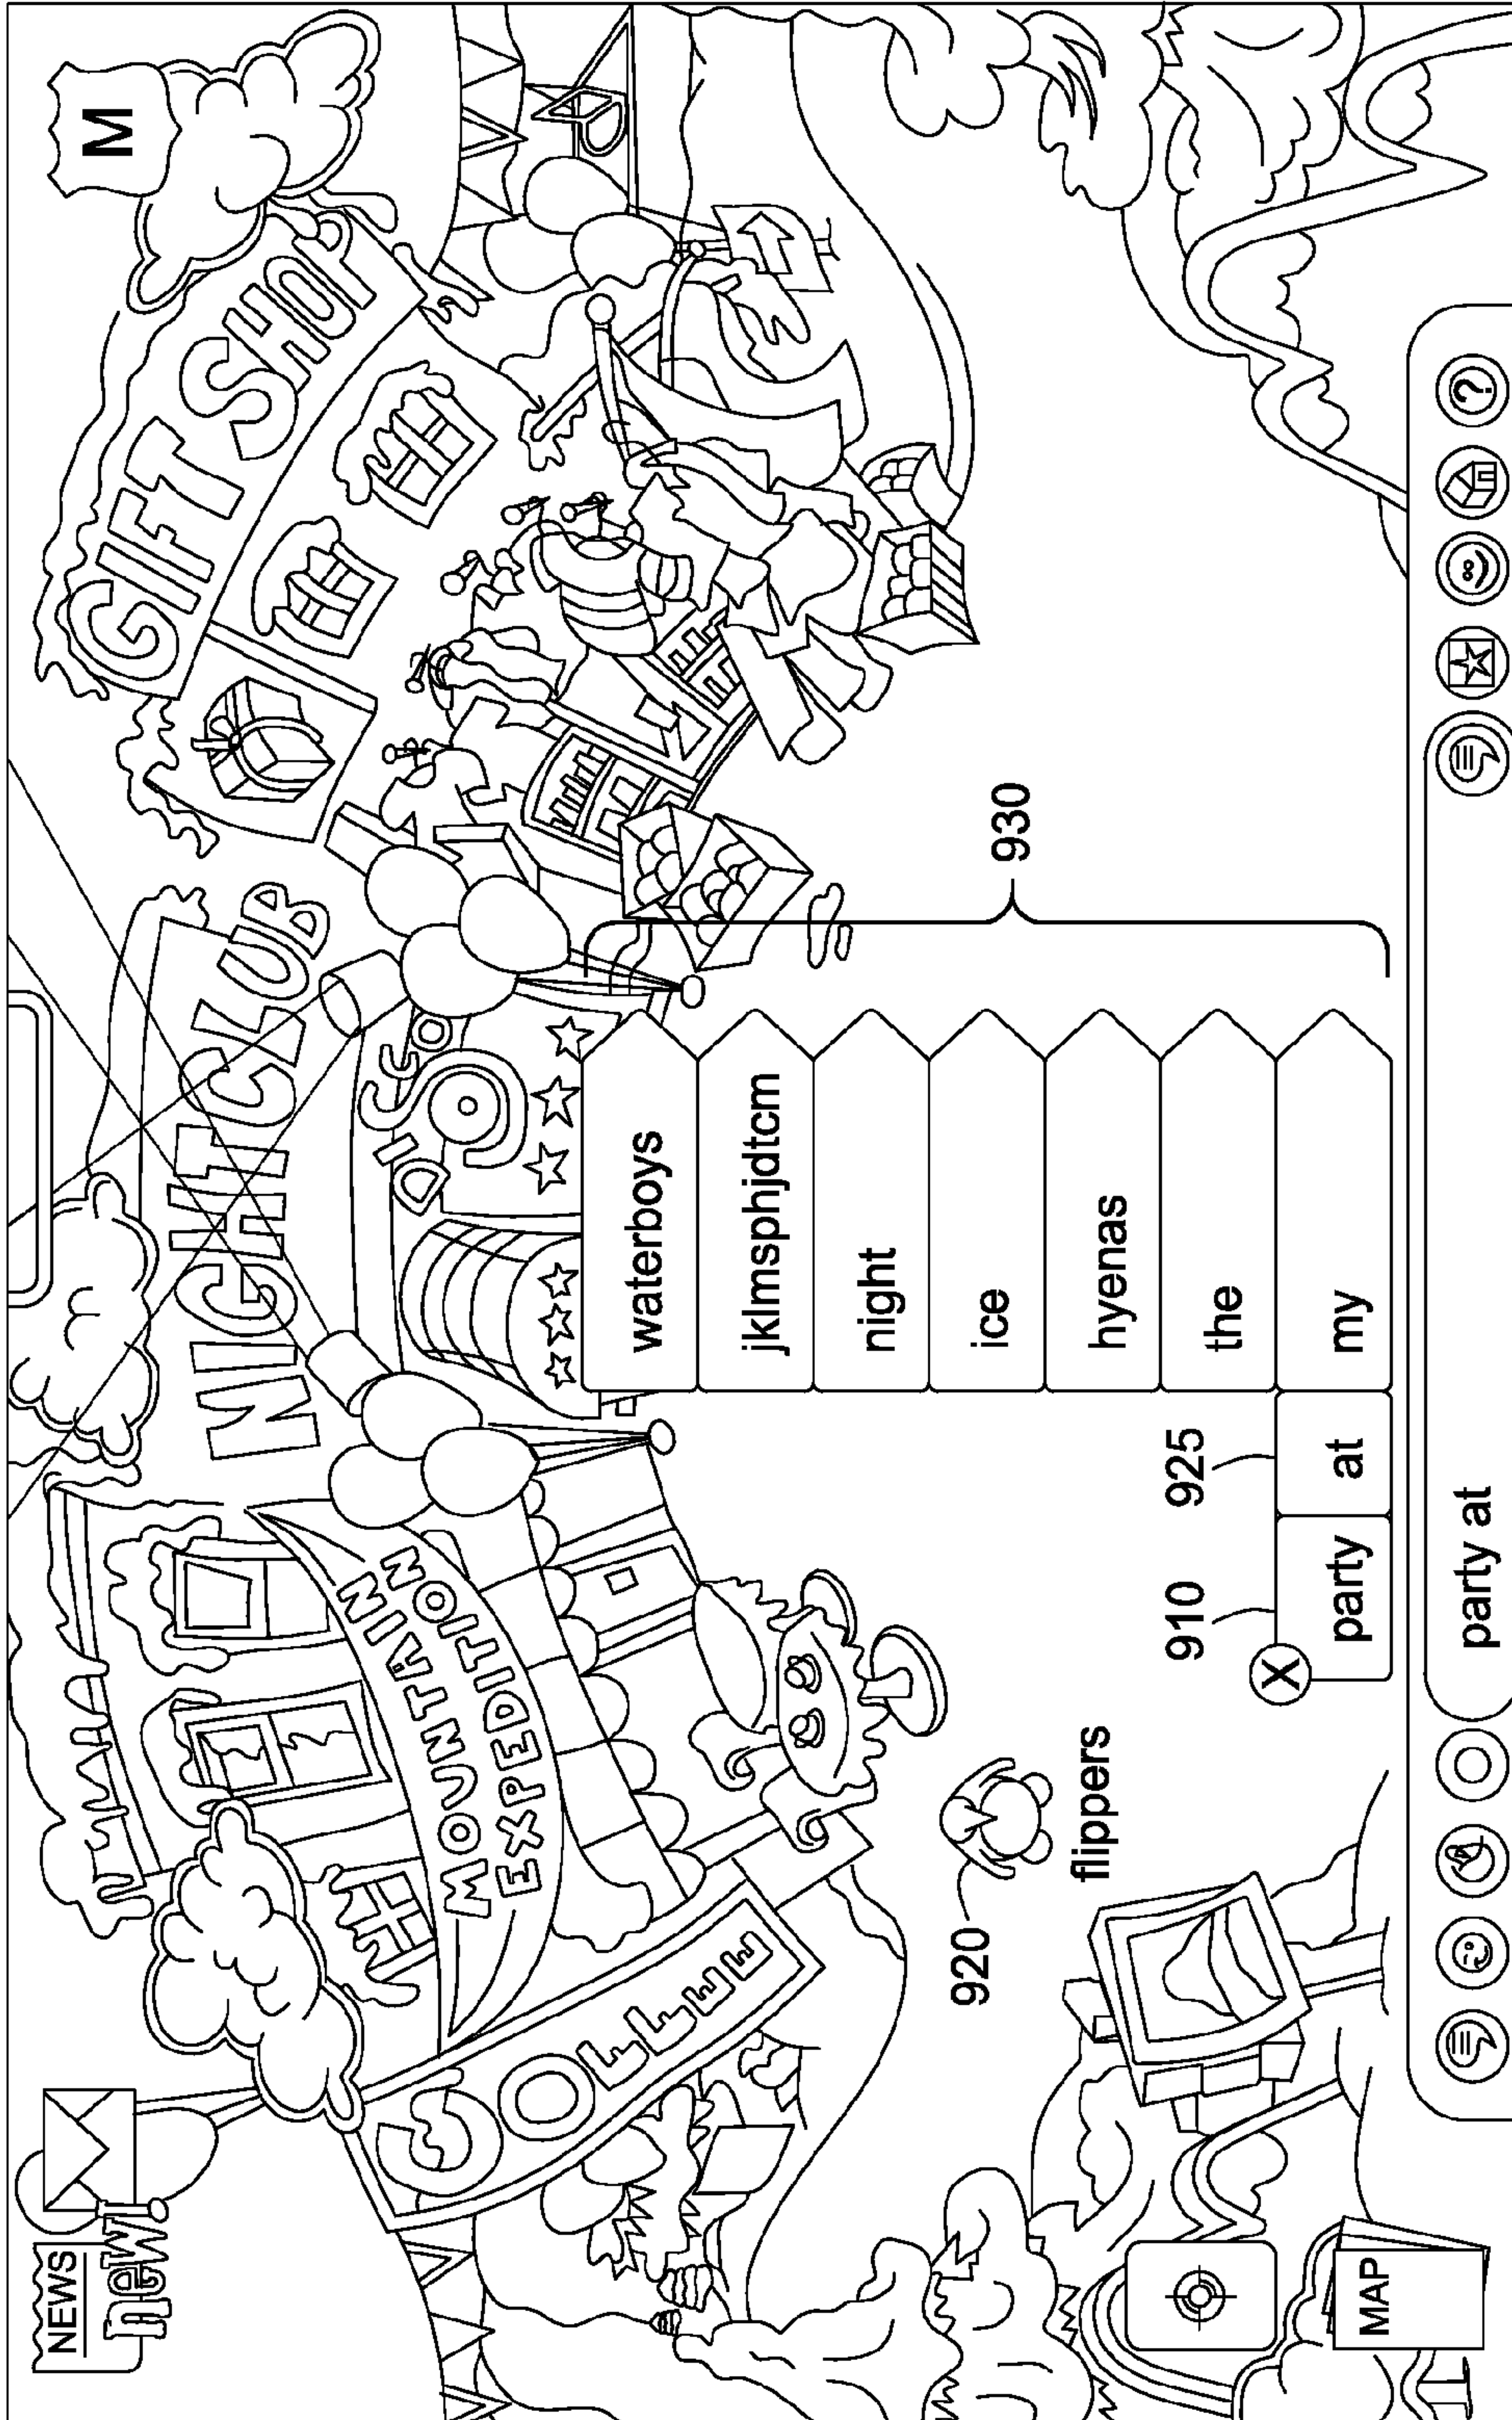 NEWS
new!
M
GIFT SHOP
NIGHTCLUB
DISCO
MOUNTAIN
EXPEDITION
COFFEE
waterboys
jklmsphjdtcm
night
ice
hyenas
the
my
930
910
925
party
at
X
920
flippers
MAP
party at
?